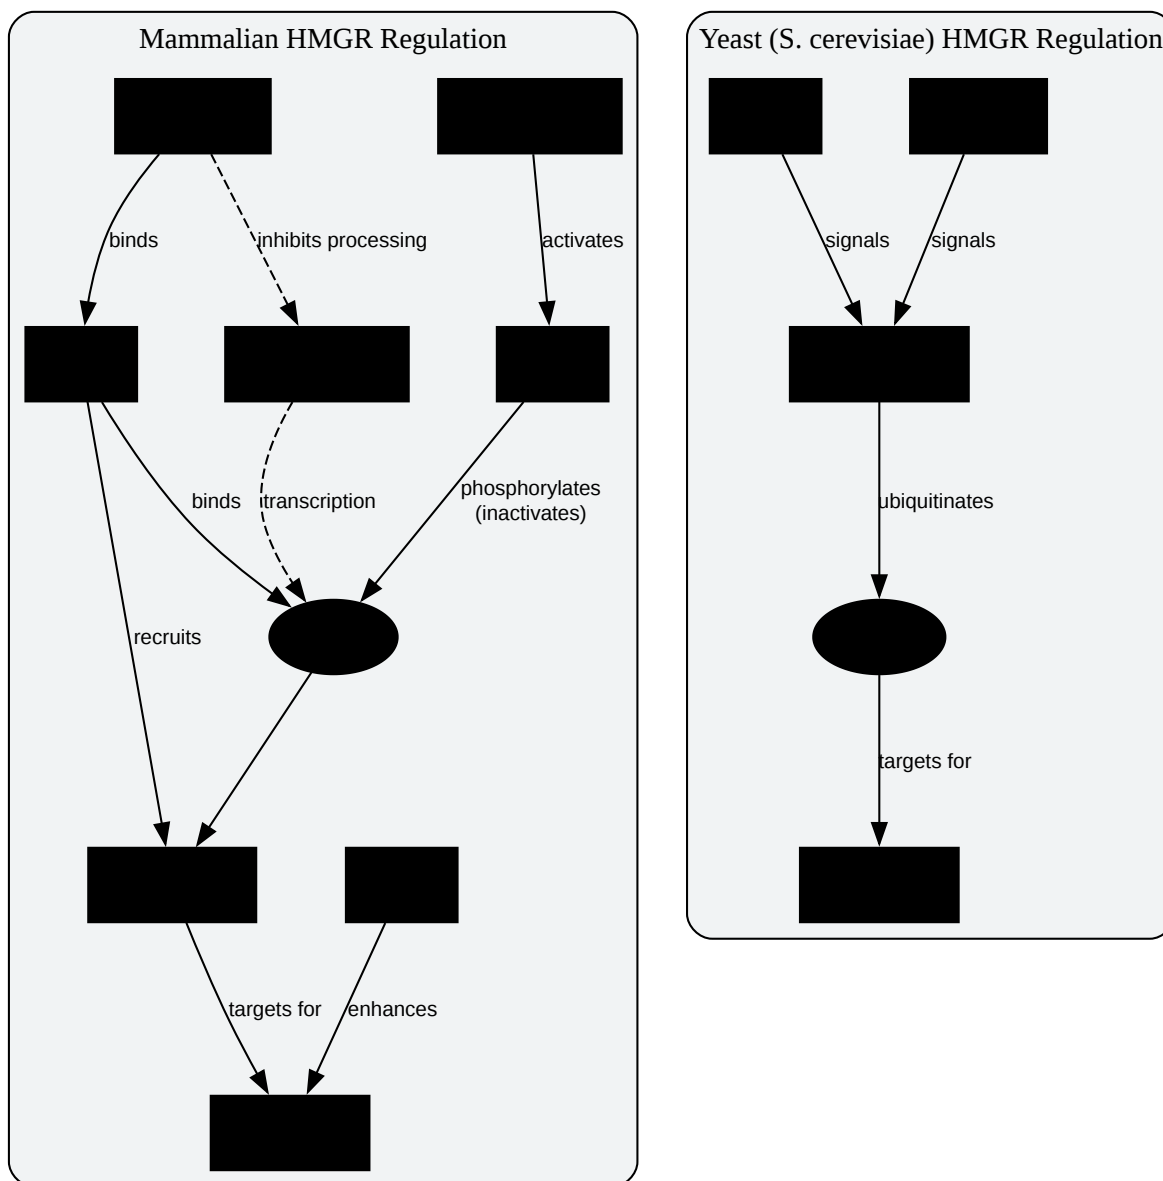 Mammalian HMGR Regulation
binds
inhibits processing
activates
binds
transcription
phosphorylates
(inactivates)
recruits
targets for
enhances
Yeast (S. cerevisiae) HMGR Regulation
signals
signals
ubiquitinates
targets for